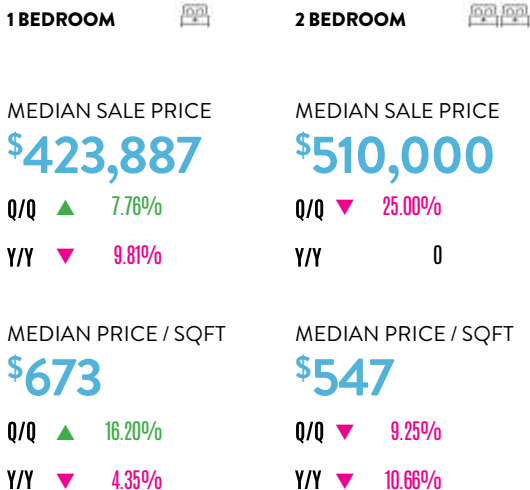 1 BEDROOM
MEDIAN SALE PRICE
$423,887
Q/Q ▲ 7.76%
Y/Y ▼ 9.81%
MEDIAN PRICE / SQFT
$673
Q/Q ▲ 16.20%
Y/Y ▼ 4.35%
2 BEDROOM
MEDIAN SALE PRICE
$510,000
Q/Q ▼ 25.00%
Y/Y 0
MEDIAN PRICE / SQFT
$547
Q/Q ▼ 9.25%
Y/Y ▼ 10.66%